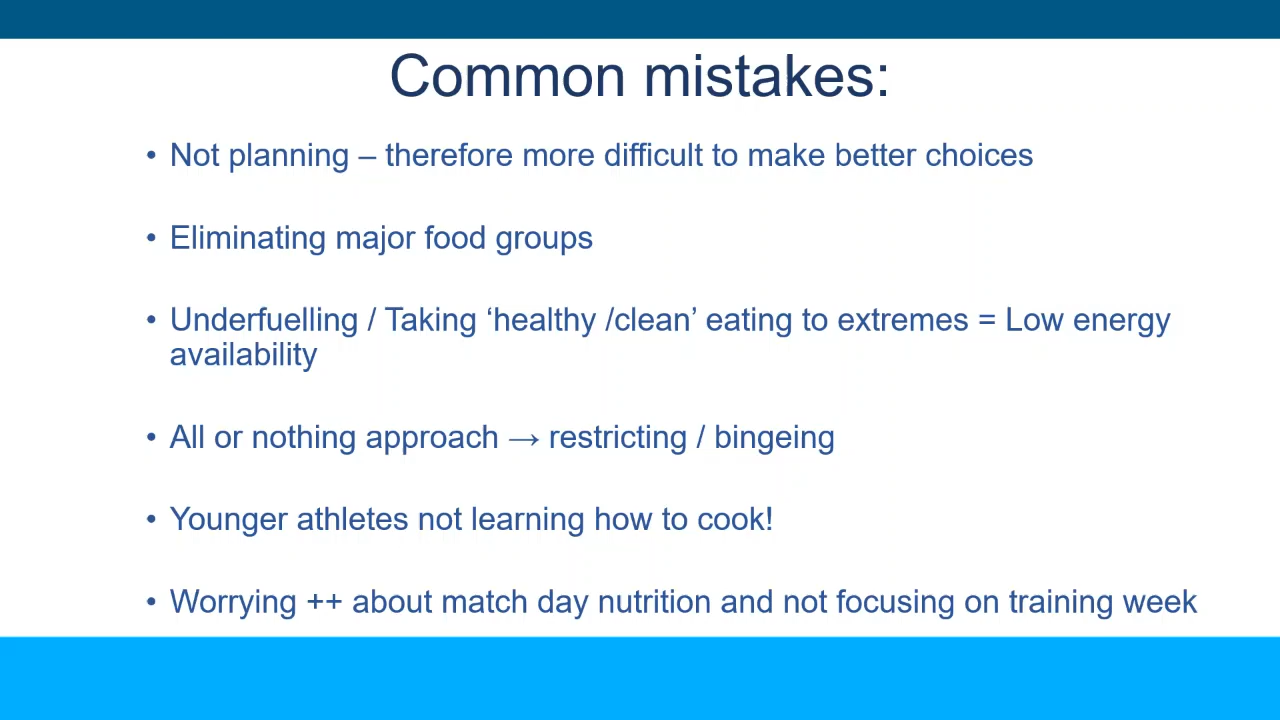 Common mistakes:
• Not planning – therefore more difficult to make better choices
• Eliminating major food groups
• Underfuelling / Taking ‘healthy /clean’ eating to extremes = Low energy
availability
• All or nothing approach → restricting / bingeing
• Younger athletes not learning how to cook!
• Worrying ++ about match day nutrition and not focusing on training week